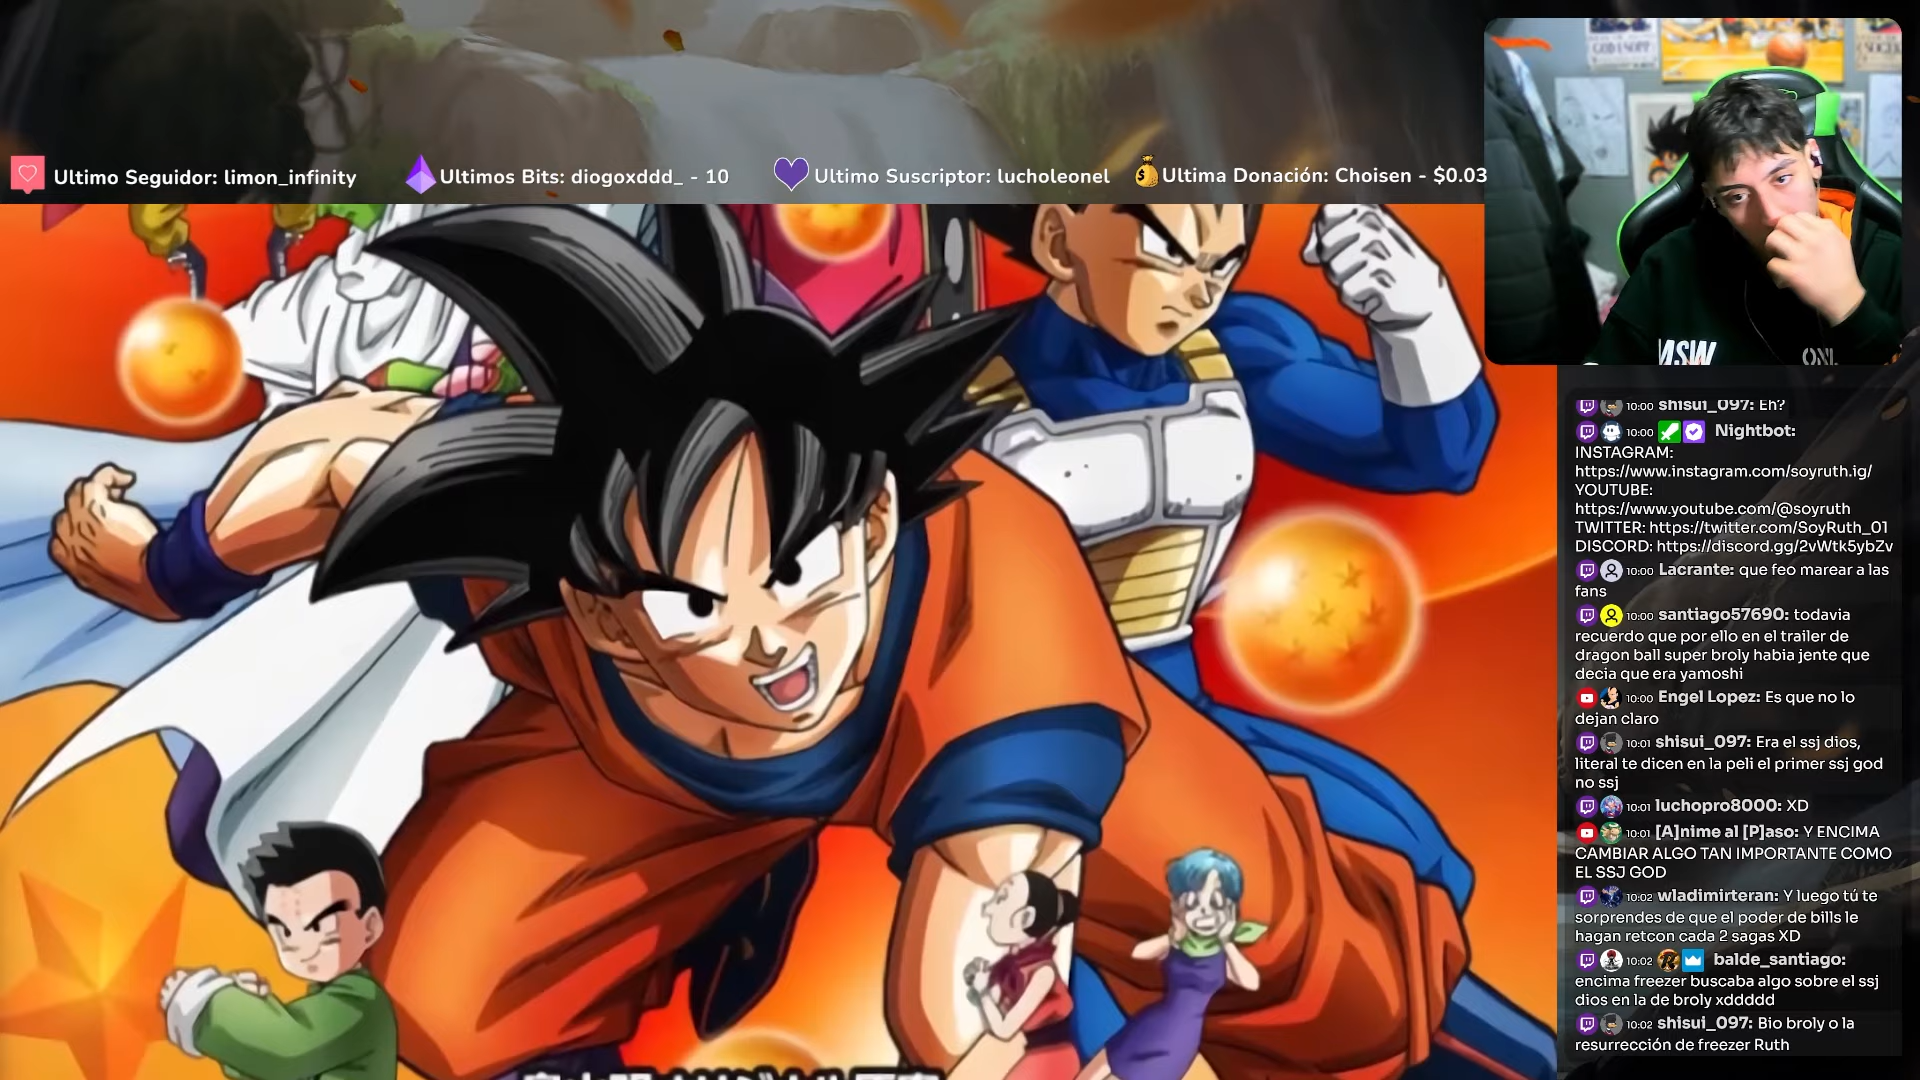 Ultimo Seguidor: limon_infinity
Ultimos Bits: diogoxddd_ - 10
Ultimo Suscriptor: lucholeonel
Ultima Donación: Choisen - $0.03
MSW
ONL
10:00 shisui_097: Eh?
10:00 Nightbot:
INSTAGRAM:
https://www.instagram.com/soyruth.ig/
YOUTUBE:
https://www.youtube.com/@soyruth
TWITTER: https://twitter.com/SoyRuth_01
DISCORD: https://discord.gg/2vWtk5ybZv
10:00 Lacrante: que feo marear a las
fans
10:00 santiago57690: todavia
recuerdo que por ello en el trailer de
dragon ball super broly habia jente que
decia que era yamoshi
10:00 Engel Lopez: Es que no lo
dejan claro
10:01 shisui_097: Era el ssj dios,
literal te dicen en la peli el primer ssj god
no ssj
10:01 luchopro8000: XD
10:01 [A]nime al [P]aso: Y ENCIMA
CAMBIAR ALGO TAN IMPORTANTE COMO
EL SSJ GOD
10:02 wladimirteran: Y luego tú te
sorprendes de que el poder de bills le
hagan retcon cada 2 sagas XD
10:02 balde_santiago:
encima freezer buscaba algo sobre el ssj
dios en la de broly xddddd
10:02 shisui_097: Bio broly o la
resurrección de freezer Ruth